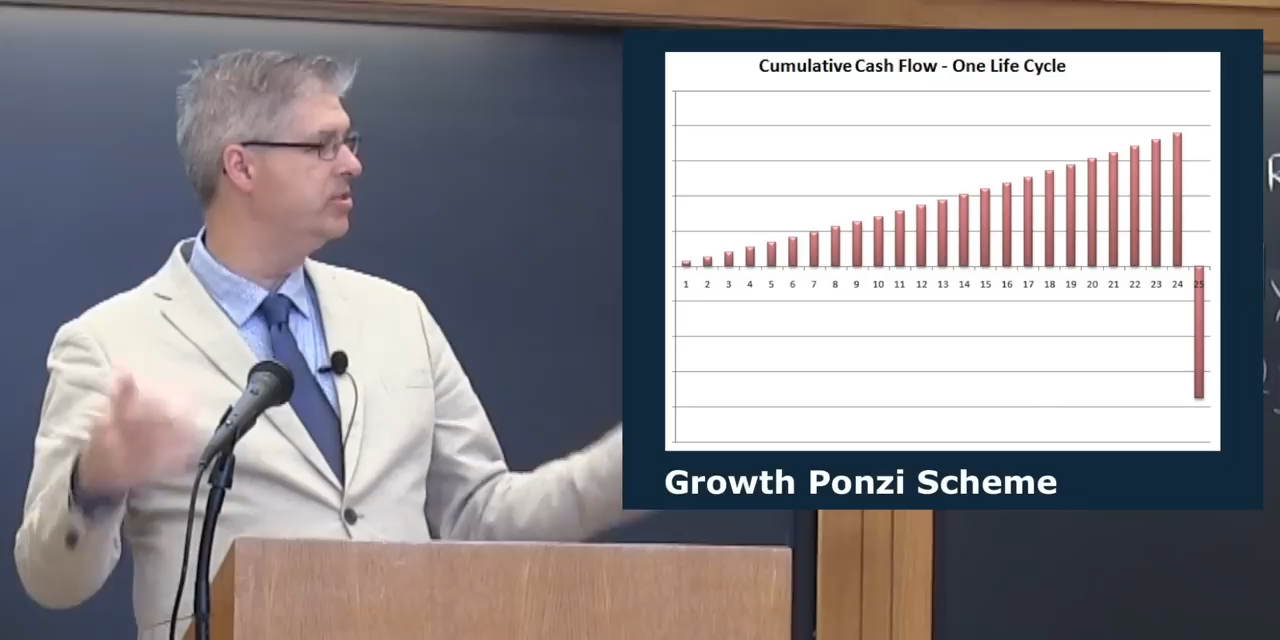 Cumulative Cash Flow - One Life Cycle
1 2 3 4 5 6 7 8 9 10 11 12 13 14 15 16 17 18 19 20 21 22 23 24 25
Growth Ponzi Scheme